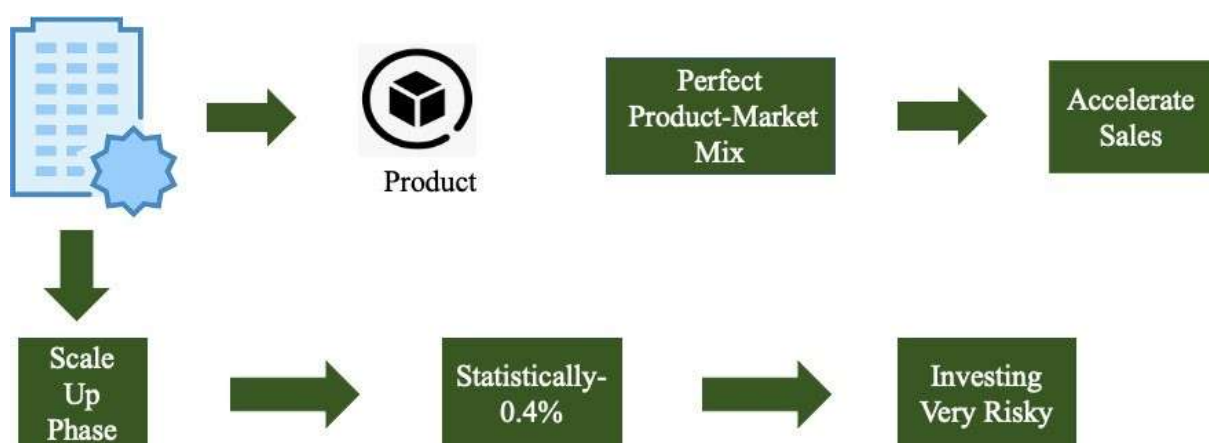 Product
Perfect
Product-Market
Mix
Accelerate
Sales
Scale
Up
Phase
Statistically-
0.4%
Investing
Very Risky